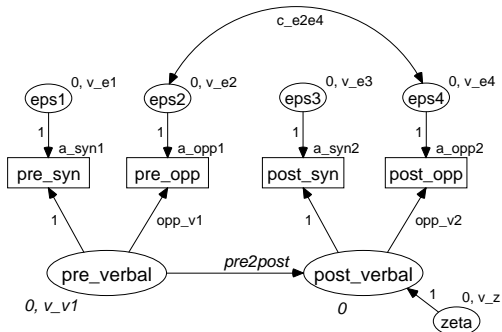 c_e2e4
0, v_e1
0, v_e2
0, v_e3
0, v_e4
eps1
eps2
eps3
eps4
1
1
1
1
a_syn1
a_opp1
a_syn2
a_opp2
pre_syn
pre_opp
post_syn
post_opp
1
opp_v1
1
opp_v2
pre_verbal
pre2post
post_verbal
0, v_v1
0
1
0, v_z
zeta